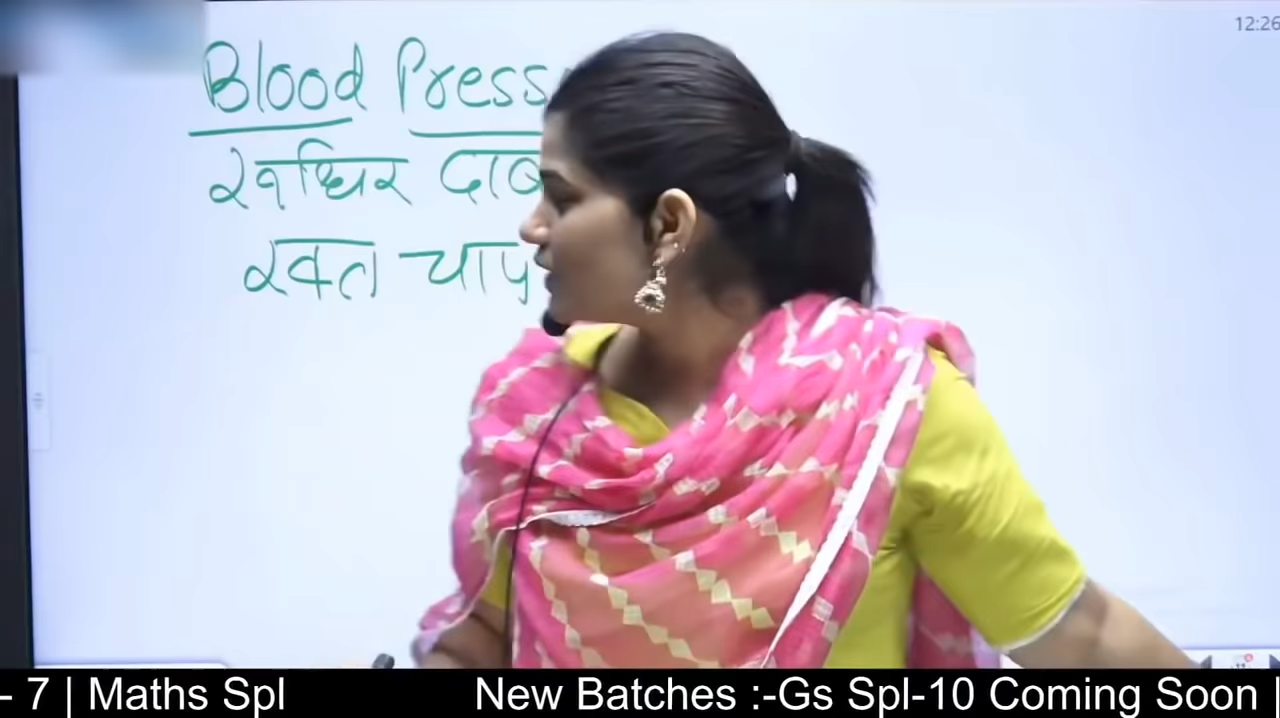 12:26
Blood Press
रुधिर दाब
रक्त चाप
- 7 | Maths Spl New Batches :-Gs Spl-10 Coming Soon |